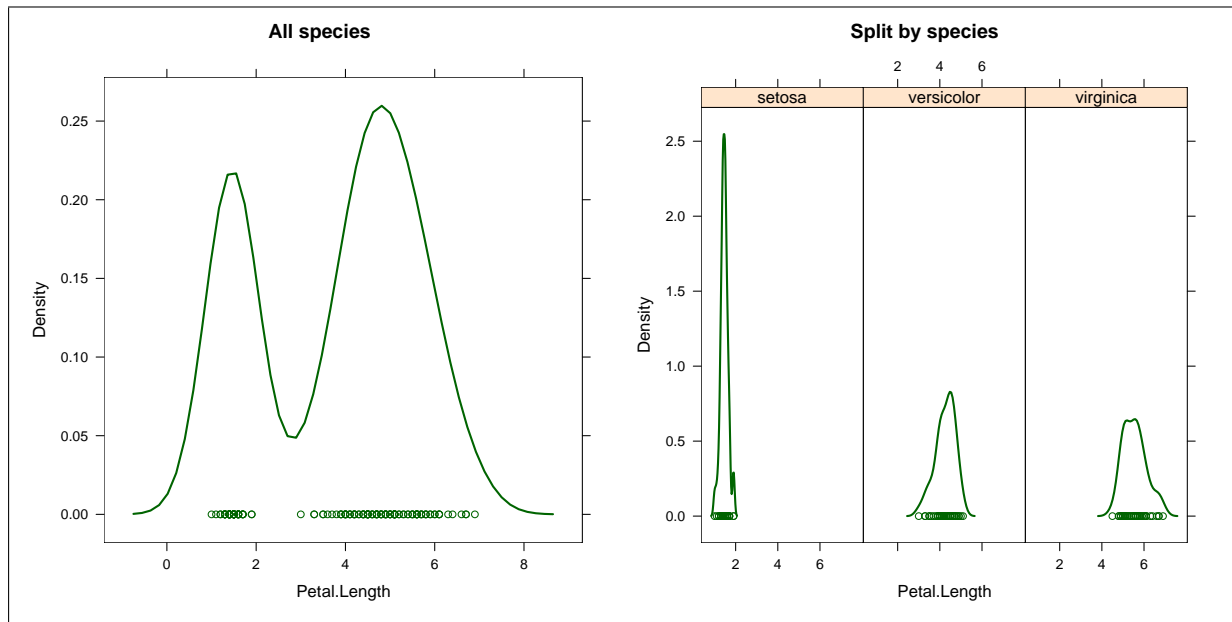 All species
Density
0.25
0.20
0.15
0.10
0.05
0.00
0 2 4 6 8
Petal.Length
Split by species
2 4 6
setosa versicolor virginica
Density
2.5
2.0
1.5
1.0
0.5
0.0
2 4 6 2 4 6
Petal.Length